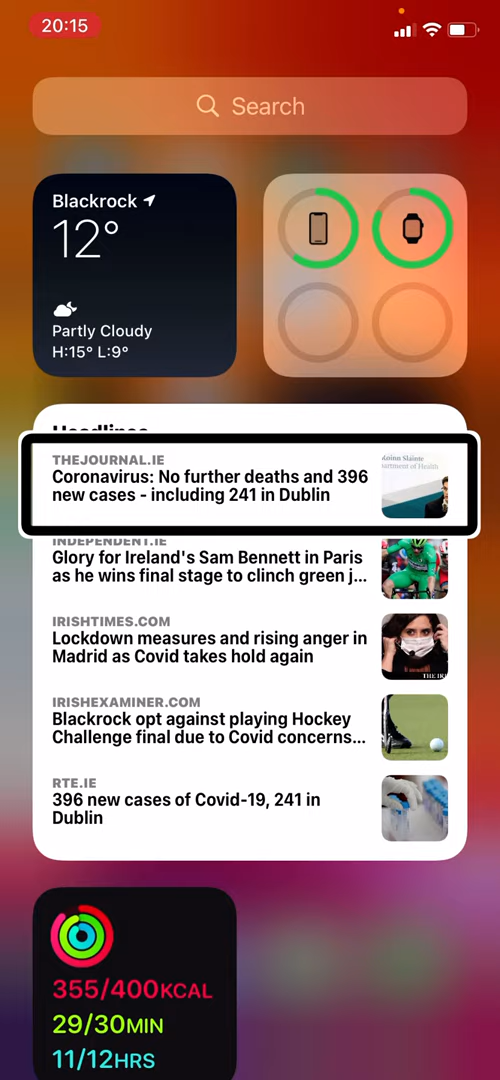 20:15
Search
Blackrock
12°
Partly Cloudy
H:15° L:9°
Headlines
THEJOURNAL.IE
Coronavirus: No further deaths and 396
new cases - including 241 in Dublin
INDEPENDENT.IE
Glory for Ireland's Sam Bennett in Paris
as he wins final stage to clinch green j...
IRISHTIMES.COM
Lockdown measures and rising anger in
Madrid as Covid takes hold again
IRISHEXAMINER.COM
Blackrock opt against playing Hockey
Challenge final due to Covid concerns...
RTE.IE
396 new cases of Covid-19, 241 in
Dublin
355/400KCAL
29/30MIN
11/12HRS